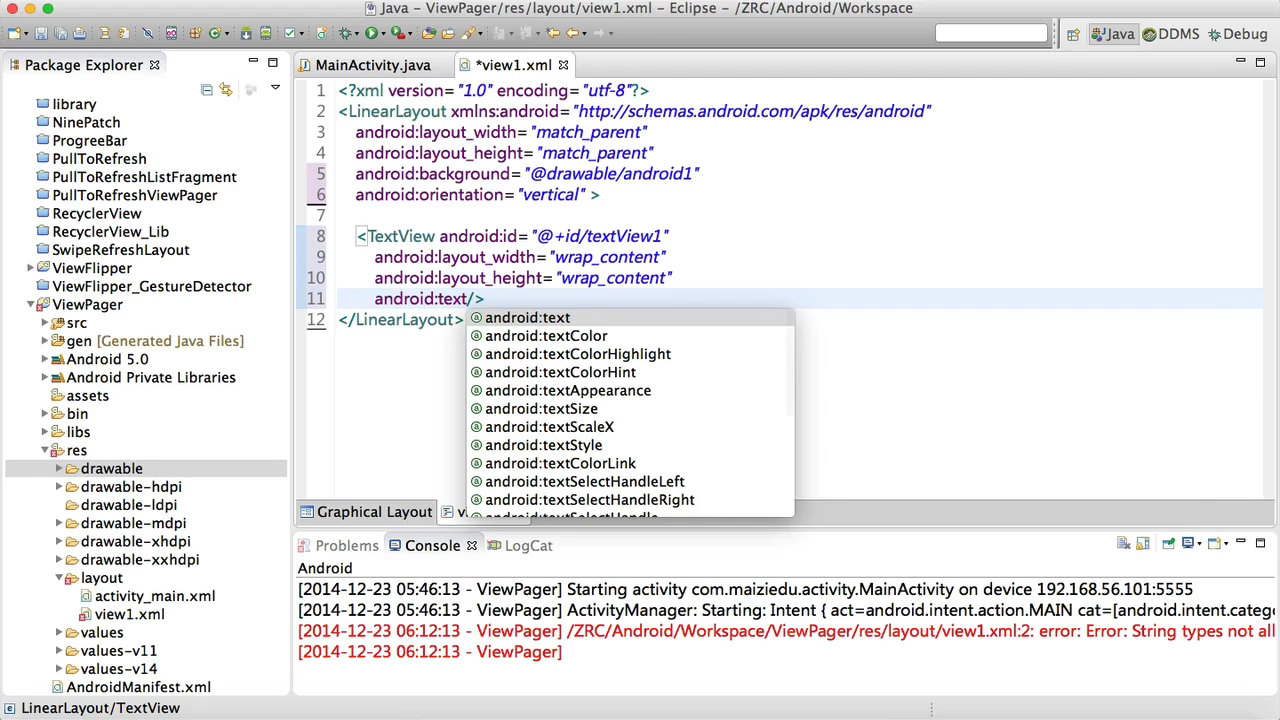 Java - ViewPager/res/layout/view1.xml - Eclipse - /ZRC/Android/Workspace
Java
DDMS
Debug
Package Explorer
library
NinePatch
ProgreeBar
PullToRefresh
PullToRefreshListFragment
PullToRefreshViewPager
RecyclerView
RecyclerView_Lib
SwipeRefreshLayout
ViewFlipper
ViewFlipper_GestureDetector
ViewPager
src
gen [Generated Java Files]
Android 5.0
Android Private Libraries
assets
bin
libs
res
drawable
drawable-hdpi
drawable-ldpi
drawable-mdpi
drawable-xhdpi
drawable-xxhdpi
layout
activity_main.xml
view1.xml
values
values-v11
values-v14
AndroidManifest.xml
MainActivity.java
*view1.xml
1 <?xml version="1.0" encoding="utf-8"?>
2 <LinearLayout xmlns:android="http://schemas.android.com/apk/res/android"
3 android:layout_width="match_parent"
4 android:layout_height="match_parent"
5 android:background="@drawable/android1"
6 android:orientation="vertical" >
7
8 <TextView android:id="@+id/textView1"
9 android:layout_width="wrap_content"
10 android:layout_height="wrap_content"
11 android:text/>
12 </LinearLayout>
android:text
android:textColor
android:textColorHighlight
android:textColorHint
android:textAppearance
android:textSize
android:textScaleX
android:textStyle
android:textColorLink
android:textSelectHandleLeft
android:textSelectHandleRight
android:textSelectHandle
Graphical Layout
Problems
Console
LogCat
Android
[2014-12-23 05:46:13 - ViewPager] Starting activity com.maiziedu.activity.MainActivity on device 192.168.56.101:5555
[2014-12-23 05:46:13 - ViewPager] ActivityManager: Starting: Intent { act=android.intent.action.MAIN cat=[android.intent.catego
[2014-12-23 06:12:13 - ViewPager] /ZRC/Android/Workspace/ViewPager/res/layout/view1.xml:2: error: Error: String types not all
[2014-12-23 06:12:13 - ViewPager]
LinearLayout/TextView